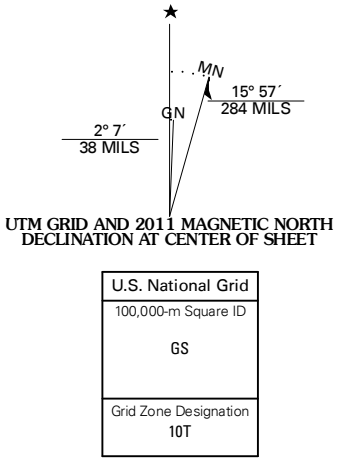 ★
MN
GN
15° 57´
284 MILS
2° 7´
38 MILS
UTM GRID AND 2011 MAGNETIC NORTH
DECLINATION AT CENTER OF SHEET
U.S. National Grid
100,000-m Square ID
GS
Grid Zone Designation
10T